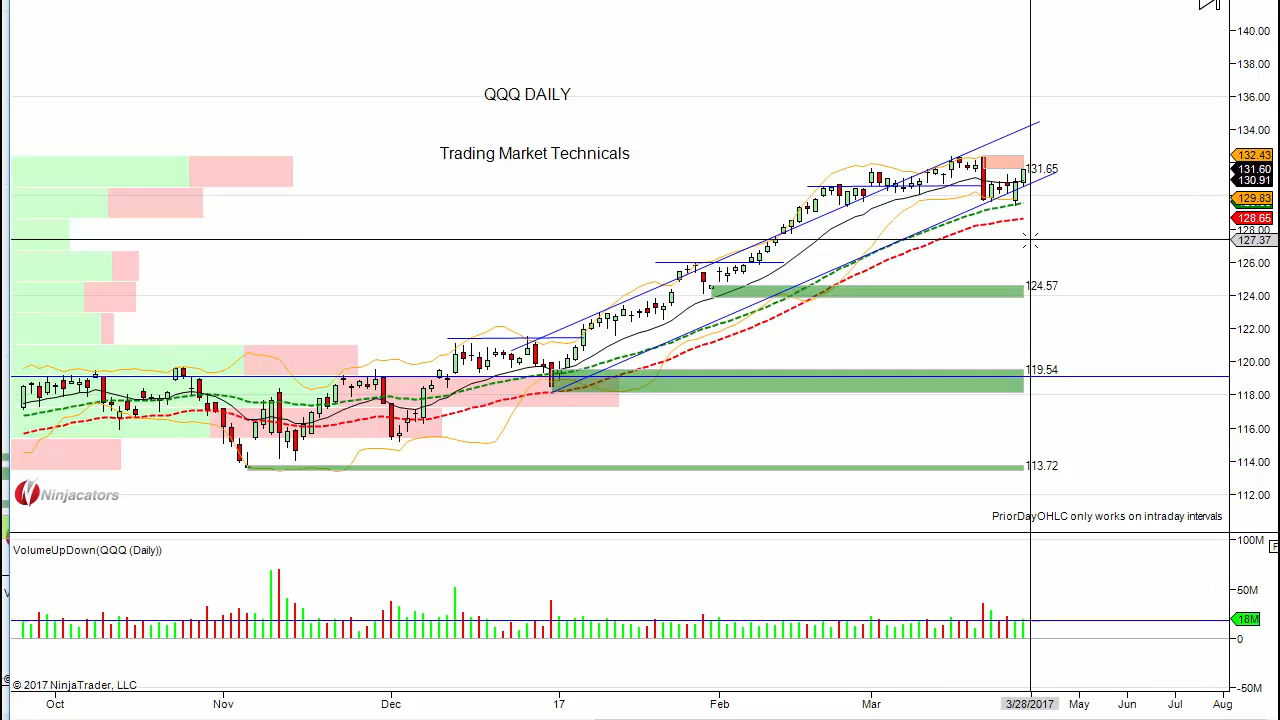 QQQ DAILY
Trading Market Technicals
140.00
138.00
136.00
134.00
132.43
131.65
131.60
130.91
129.83
128.65
128.00
127.37
126.00
124.57
124.00
122.00
120.00
119.54
118.00
116.00
114.00
113.72
112.00
Ninjacators
PriorDayOHLC only works on intraday intervals
VolumeUpDown(QQQ (Daily))
100M
50M
18M
0
-50M
© 2017 NinjaTrader, LLC
Oct Nov Dec 17 Feb Mar 3/28/2017 May Jun Jul Aug